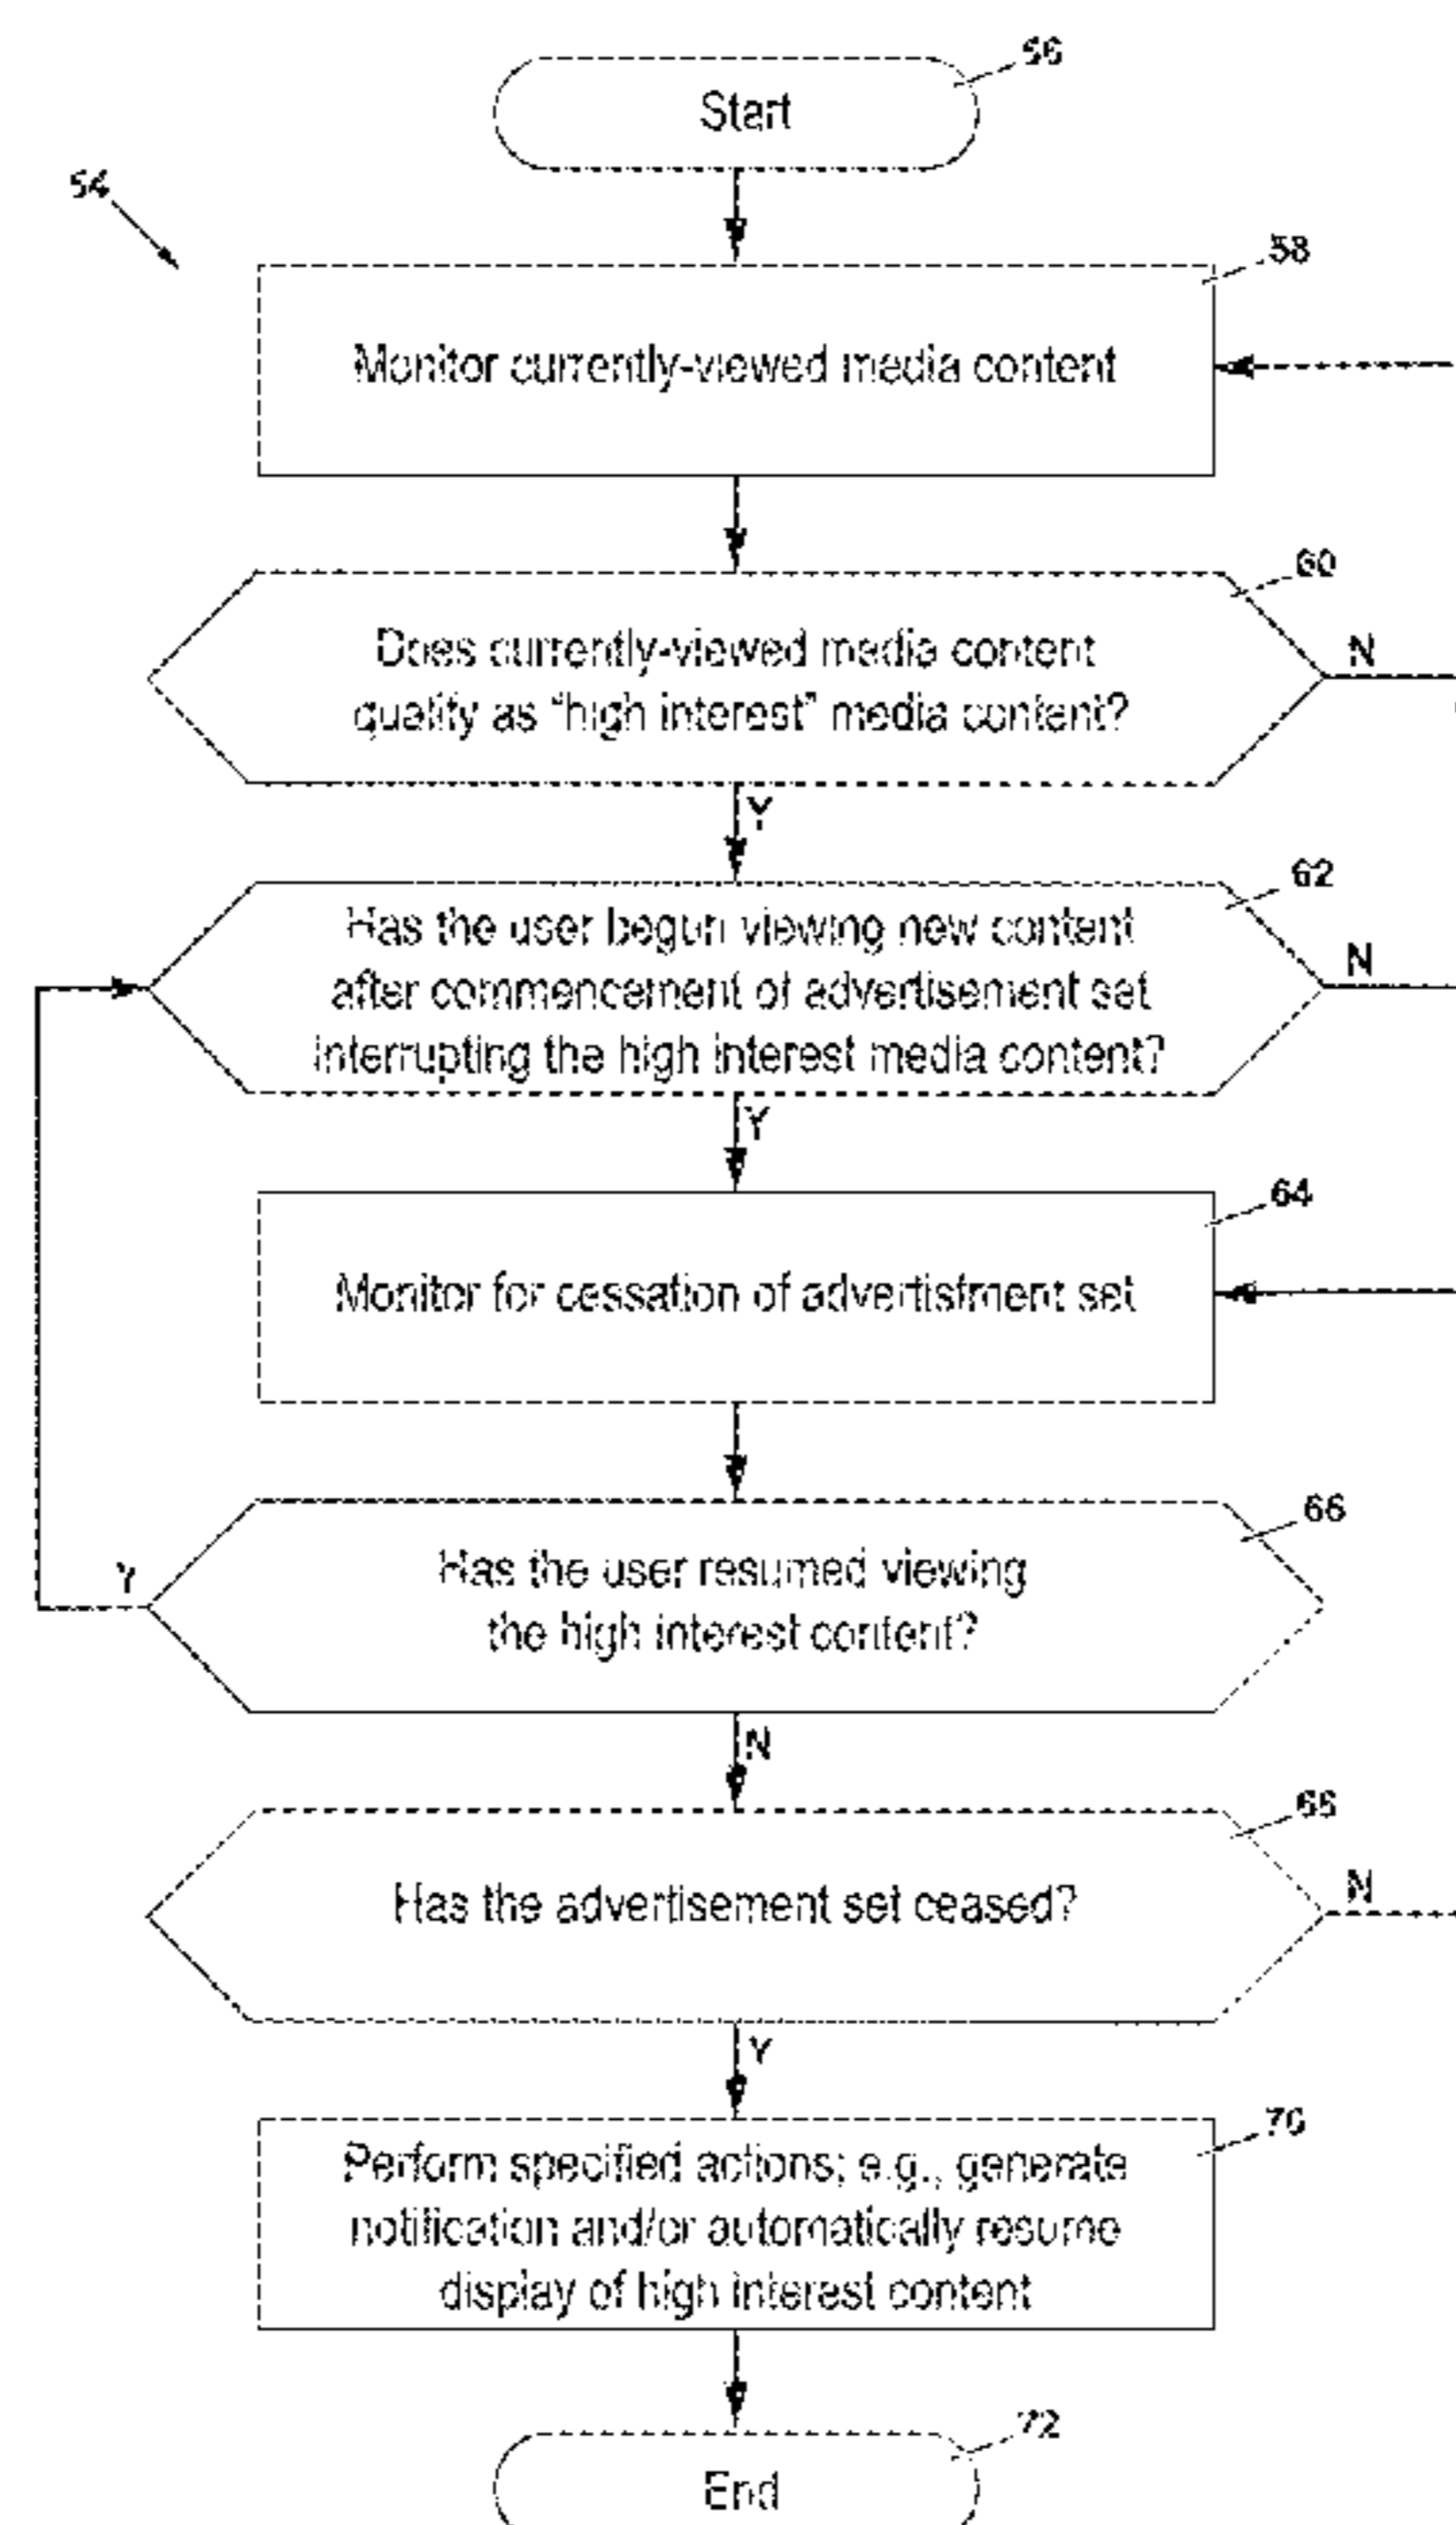 56
Start
54
58
Monitor currently-viewed media content
60
Does currently-viewed media content
N
qualify as “high interest” media content?
Y
62
Has the user begun viewing new content
N
after commencement of advertisement set
interrupting the high interest media content?
Y
64
Monitor for cessation of advertisment set
66
Has the user resumed viewing
Y
the high interest content?
N
Has the advertisement set ceased?
N
Y
70
Perform specified actions; e.g., generate
notification and/or automatically resume
display of high interest content
72
End